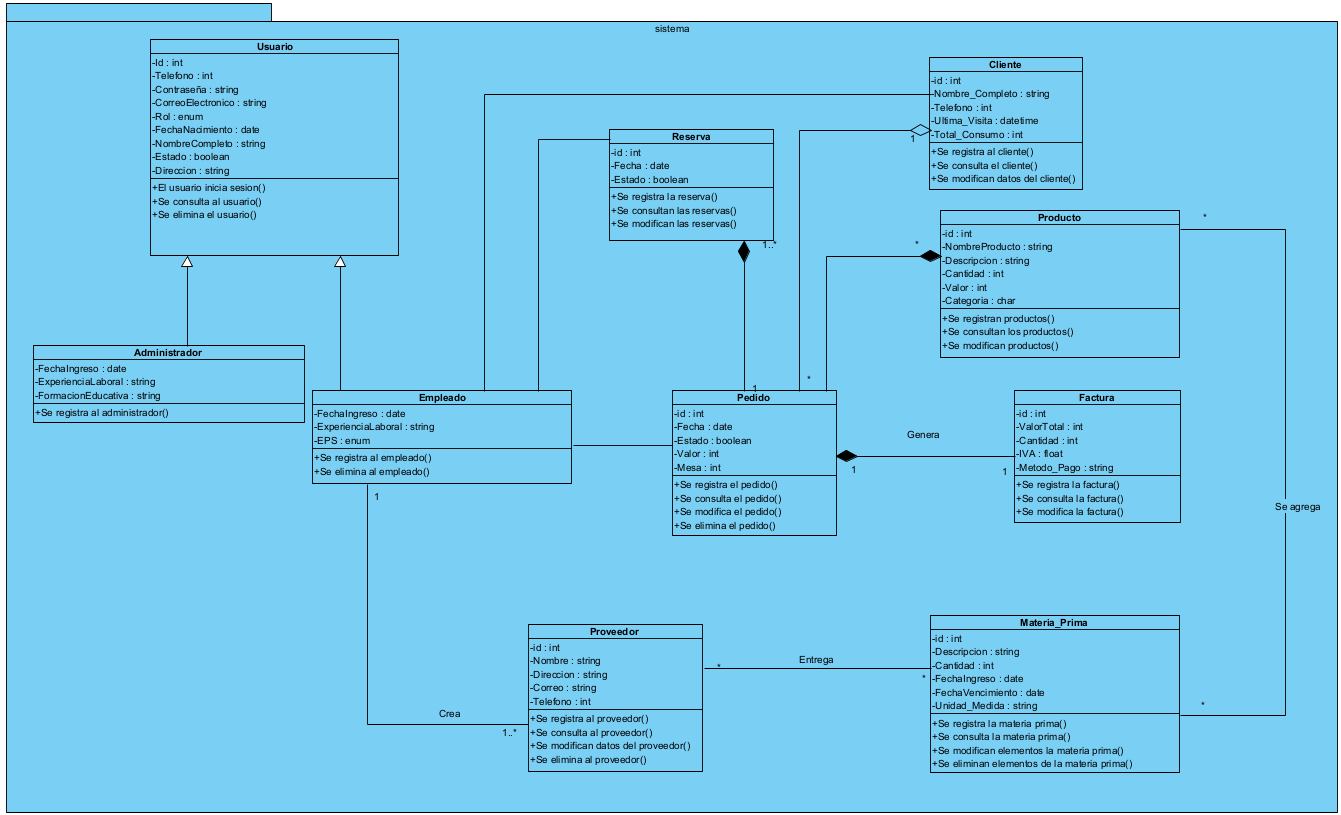 sistema
Usuario
-Id : int
-Telefono : int
-Contraseña : string
-CorreoElectronico : string
-Rol : enum
-FechaNacimiento : date
-NombreCompleto : string
-Estado : boolean
-Direccion : string
+El usuario inicia sesion()
+Se consulta al usuario()
+Se elimina el usuario()
Cliente
-id : int
-Nombre_Completo : string
-Telefono : int
-Ultima_Visita : datetime
-Total_Consumo : int
+Se registra al cliente()
+Se consulta el cliente()
+Se modifican datos del cliente()
1
Reserva
-id : int
-Fecha : date
-Estado : boolean
+Se registra la reserva()
+Se consultan las reservas()
+Se modifican las reservas()
1..*
Producto
-id : int
-NombreProducto : string
-Descripcion : string
-Cantidad : int
-Valor : int
-Categoria : char
+Se registran productos()
+Se consultan los productos()
+Se modifican productos()
*
*
Administrador
-FechaIngreso : date
-ExperienciaLaboral : string
-FormacionEducativa : string
+Se registra al administrador()
Empleado
-FechaIngreso : date
-ExperienciaLaboral : string
-EPS : enum
+Se registra al empleado()
+Se elimina al empleado()
1
1
*
Pedido
-id : int
-Fecha : date
-Estado : boolean
-Valor : int
-Mesa : int
+Se registra el pedido()
+Se consulta el pedido()
+Se modifica el pedido()
+Se elimina el pedido()
Genera
1
1
Factura
-id : int
-ValorTotal : int
-Cantidad : int
-IVA : float
-Metodo_Pago : string
+Se registra la factura()
+Se consulta la factura()
+Se modifica la factura()
Se agrega
Proveedor
-id : int
-Nombre : string
-Direccion : string
-Correo : string
-Telefono : int
+Se registra al proveedor()
+Se consulta al proveedor()
+Se modifican datos del proveedor()
+Se elimina al proveedor()
Crea
1..*
Entrega
*
*
Materia_Prima
-id : int
-Descripcion : string
-Cantidad : int
-FechaIngreso : date
-FechaVencimiento : date
-Unidad_Medida : string
+Se registra la materia prima()
+Se consulta la materia prima()
+Se modifican elementos la materia prima()
+Se eliminan elementos de la materia prima()
*